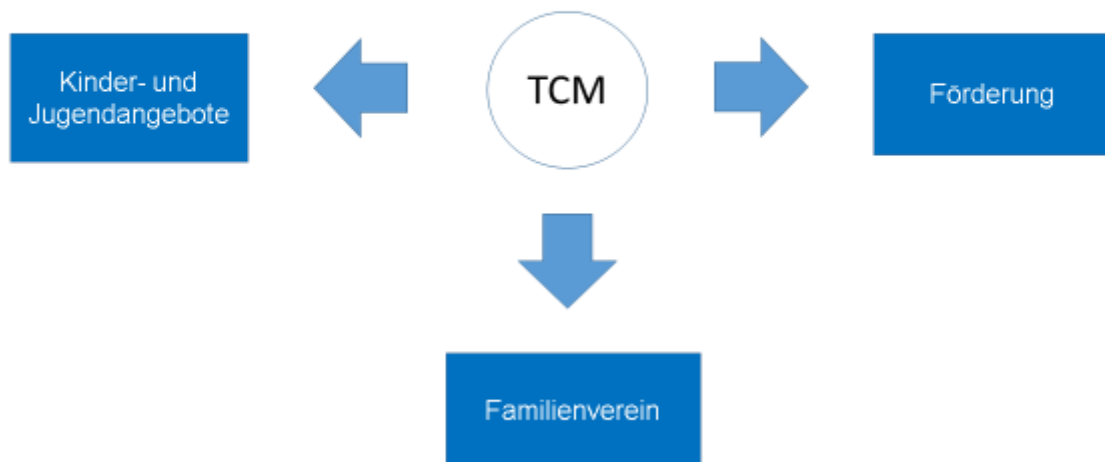 Kinder- und
Jugendangebote
TCM
Förderung
Familienverein